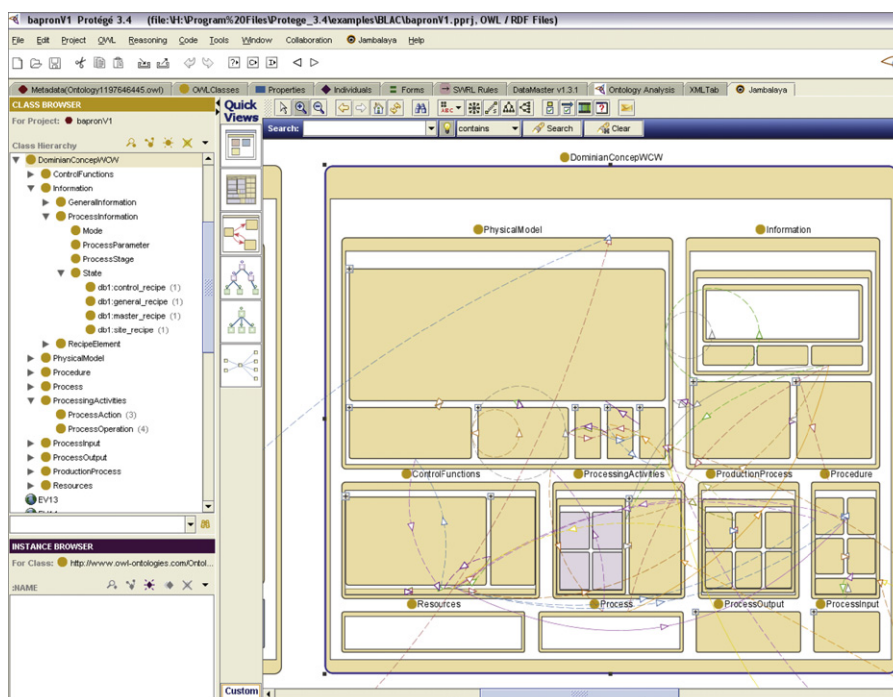 bapronV1 Protégé 3.4 (file:\H:\Program%20Files\Protege_3.4\examples\BLAC\bapronV1.pprj, OWL / RDF Files)
File Edit Project OWL Reasoning Code Tools Window Collaboration Jambalaya Help
Metadata(Ontology1197646445.owl) OWLClasses Properties Individuals Forms SWRL Rules DataMaster v1.3.1 Ontology Analysis XMLTab Jambalaya
CLASS BROWSER
For Project: bapronV1
Class Hierarchy
DominianConcepWCW
ControlFunctions
Information
GeneralInformation
ProcessInformation
Mode
ProcessParameter
ProcessStage
State
db1:control_recipe (1)
db1:general_recipe (1)
db1:master_recipe (1)
db1:site_recipe (1)
RecipeElement
PhysicalModel
Procedure
Process
ProcessingActivities
ProcessAction (3)
ProcessOperation (4)
ProcessInput
ProcessOutput
ProductionProcess
Resources
EV13
INSTANCE BROWSER
For Class: http://www.owl-ontologies.com/Ontol...
:NAME
Quick
Views
Custom
Search: contains Search Clear
DominianConcepWCW
PhysicalModel Information
ControlFunctions ProcessingActivities ProductionProcess Procedure
Resources Process ProcessOutput ProcessInput